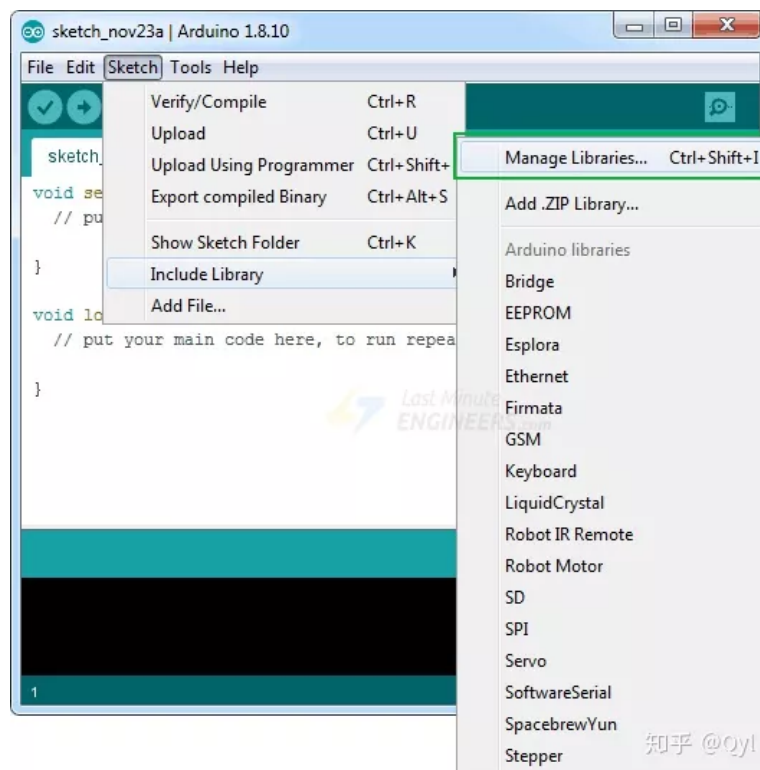 sketch_nov23a | Arduino 1.8.10
File Edit Sketch Tools Help
Verify/Compile Ctrl+R
Upload Ctrl+U
Upload Using Programmer Ctrl+Shift+
Export compiled Binary Ctrl+Alt+S
Show Sketch Folder Ctrl+K
Include Library
Add File...
Manage Libraries... Ctrl+Shift+I
Add .ZIP Library...
Arduino libraries
Bridge
EEPROM
Esplora
Ethernet
Firmata
GSM
Keyboard
LiquidCrystal
Robot IR Remote
Robot Motor
SD
SPI
Servo
SoftwareSerial
SpacebrewYun
Stepper
sketch_
void se
// pu
}
void lo
// put your main code here, to run repea
}
Last Minute
ENGINEERS.com
1
知乎 @Qyl